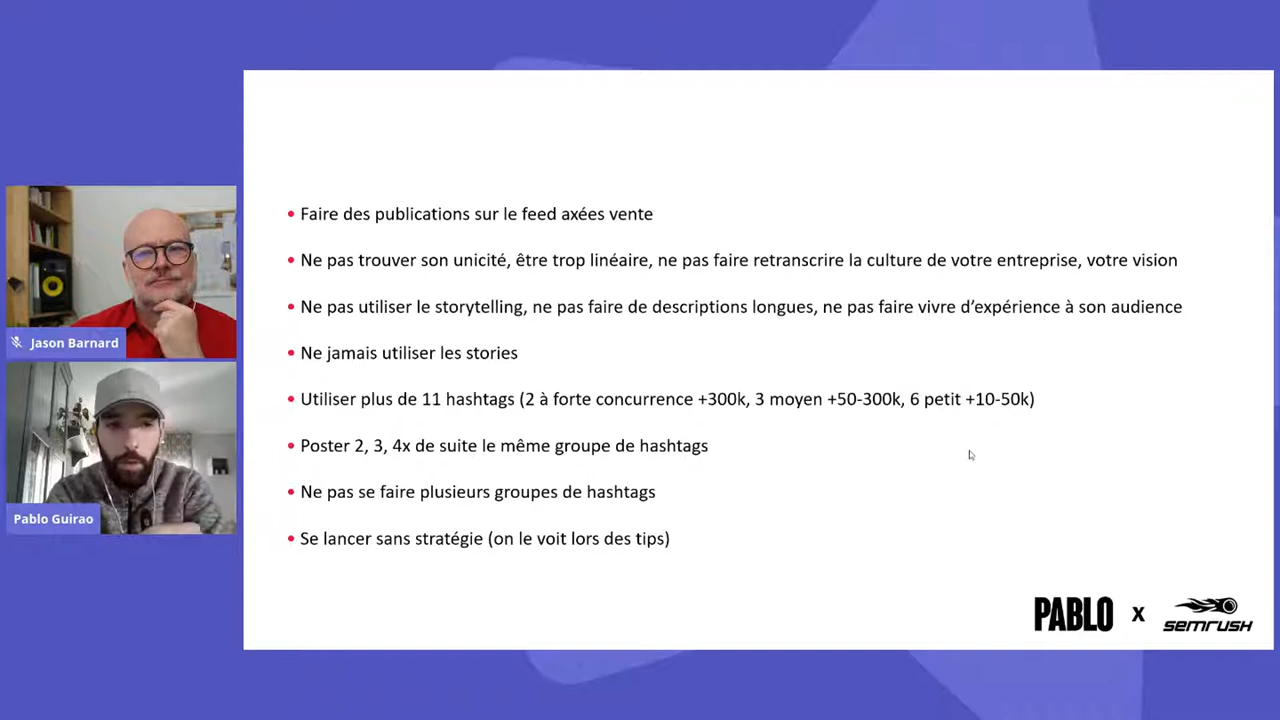 • Faire des publications sur le feed axées vente
• Ne pas trouver son unicité, être trop linéaire, ne pas faire retranscrire la culture de votre entreprise, votre vision
• Ne pas utiliser le storytelling, ne pas faire de descriptions longues, ne pas faire vivre d’expérience à son audience
• Ne jamais utiliser les stories
• Utiliser plus de 11 hashtags (2 à forte concurrence +300k, 3 moyen +50-300k, 6 petit +10-50k)
• Poster 2, 3, 4x de suite le même groupe de hashtags
• Ne pas se faire plusieurs groupes de hashtags
• Se lancer sans stratégie (on le voit lors des tips)
Jason Barnard
Pablo Guirao
PABLO X SEMRUSH